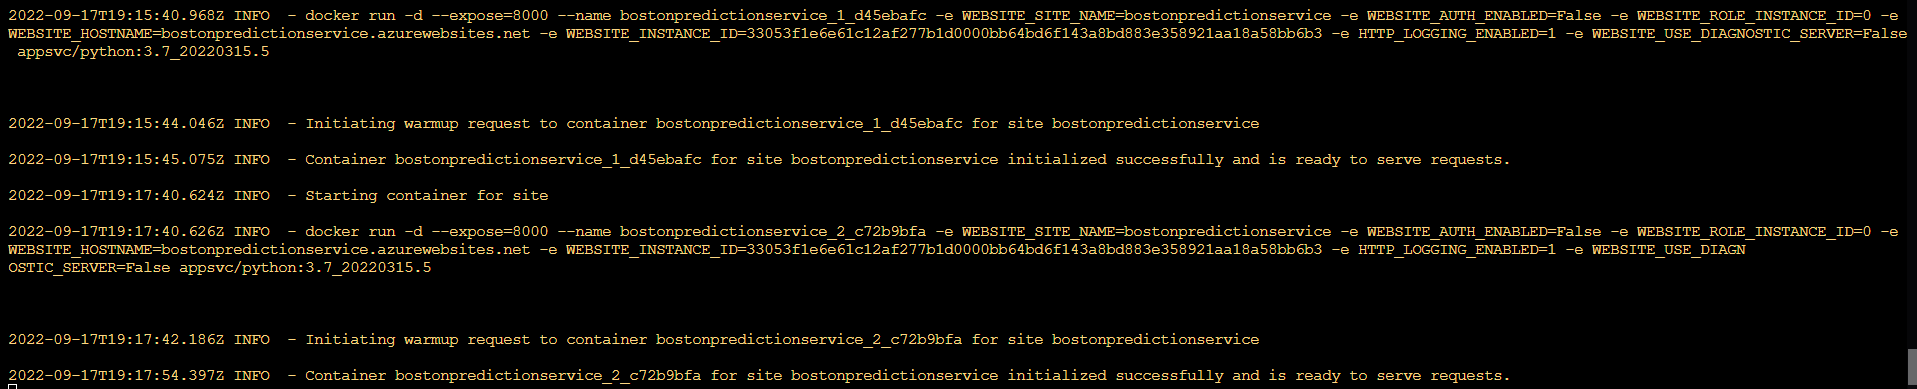 2022-09-17T19:15:40.968Z INFO  - docker run -d --expose=8000 --name bostonpredictionservice_1_d45ebafc -e WEBSITE_SITE_NAME=bostonpredictionservice -e WEBSITE_AUTH_ENABLED=False -e WEBSITE_ROLE_INSTANCE_ID=0 -e
WEBSITE_HOSTNAME=bostonpredictionservice.azurewebsites.net -e WEBSITE_INSTANCE_ID=33053f1e6e61c12af277b1d0000bb64bd6f143a8bd883e358921aa18a58bb6b3 -e HTTP_LOGGING_ENABLED=1 -e WEBSITE_USE_DIAGNOSTIC_SERVER=False
appsvc/python:3.7_20220315.5
2022-09-17T19:15:44.046Z INFO  - Initiating warmup request to container bostonpredictionservice_1_d45ebafc for site bostonpredictionservice
2022-09-17T19:15:45.075Z INFO  - Container bostonpredictionservice_1_d45ebafc for site bostonpredictionservice initialized successfully and is ready to serve requests.
2022-09-17T19:17:40.624Z INFO  - Starting container for site
2022-09-17T19:17:40.626Z INFO  - docker run -d --expose=8000 --name bostonpredictionservice_2_c72b9bfa -e WEBSITE_SITE_NAME=bostonpredictionservice -e WEBSITE_AUTH_ENABLED=False -e WEBSITE_ROLE_INSTANCE_ID=0 -e
WEBSITE_HOSTNAME=bostonpredictionservice.azurewebsites.net -e WEBSITE_INSTANCE_ID=33053f1e6e61c12af277b1d0000bb64bd6f143a8bd883e358921aa18a58bb6b3 -e HTTP_LOGGING_ENABLED=1 -e WEBSITE_USE_DIAGN
OSTIC_SERVER=False appsvc/python:3.7_20220315.5
2022-09-17T19:17:42.186Z INFO  - Initiating warmup request to container bostonpredictionservice_2_c72b9bfa for site bostonpredictionservice
2022-09-17T19:17:54.397Z INFO  - Container bostonpredictionservice_2_c72b9bfa for site bostonpredictionservice initialized successfully and is ready to serve requests.